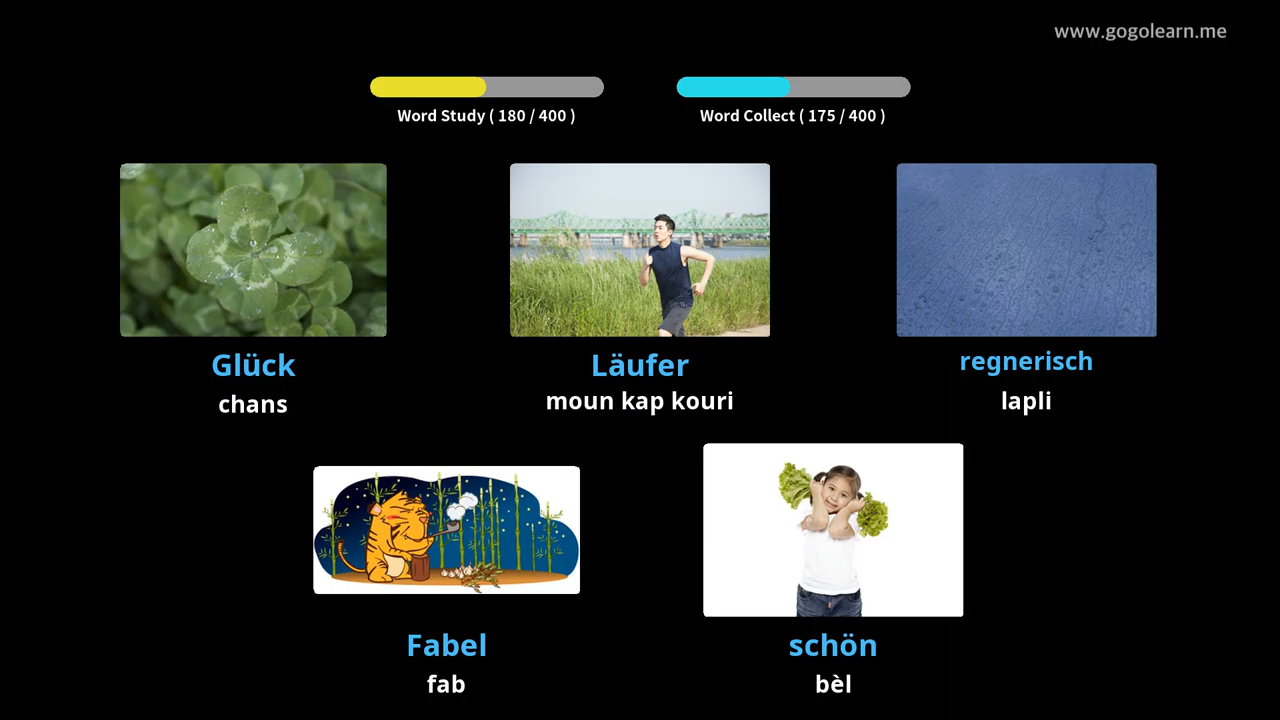 www.gogolearn.me
Word Study ( 180 / 400 )
Word Collect ( 175 / 400 )
Glück
chans
Läufer
moun kap kouri
regnerisch
lapli
Fabel
fab
schön
bèl